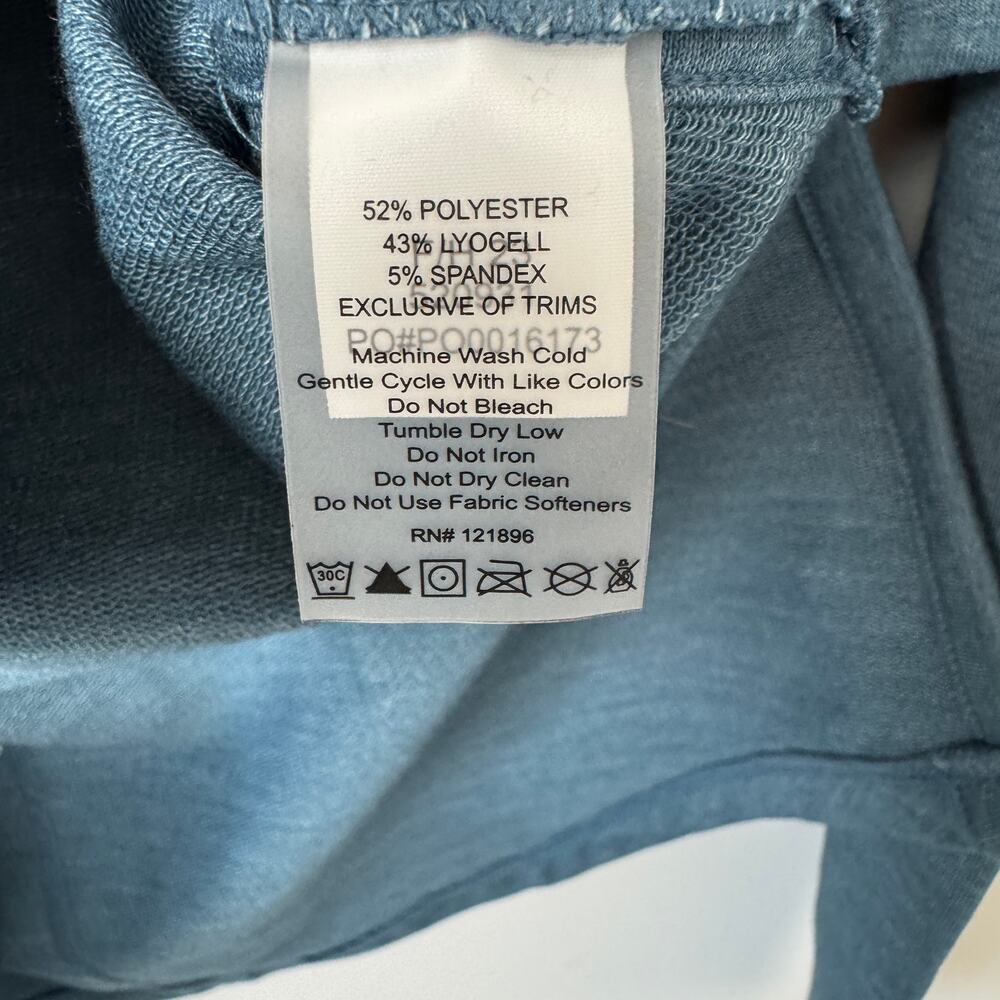 52% POLYESTER
43% LYOCELL
F/H 23
5% SPANDEX
520931
EXCLUSIVE OF TRIMS
PO#PO0016173
Machine Wash Cold
Gentle Cycle With Like Colors
Do Not Bleach
Tumble Dry Low
Do Not Iron
Do Not Dry Clean
Do Not Use Fabric Softeners
RN# 121896
30C